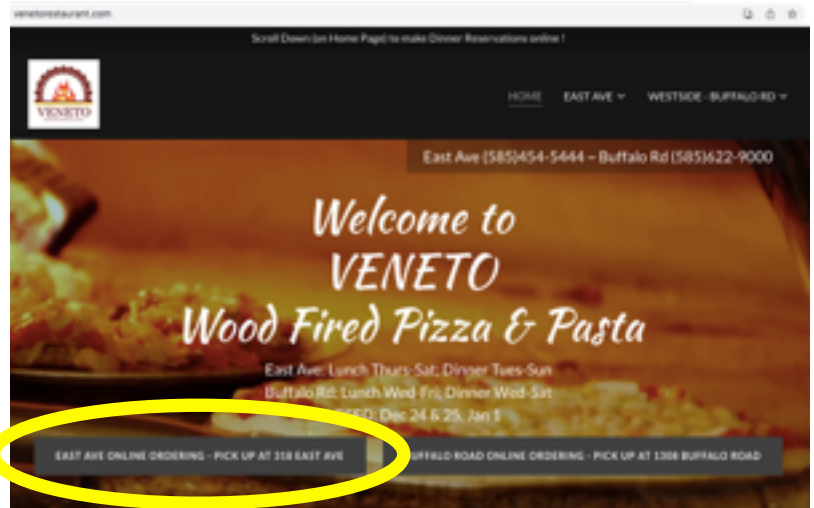 venetorestaurant.com
Scroll Down (on Home Page) to make Dinner Reservations online !
VENETO
HOME EAST AVE WESTSIDE - BUFFALO RD
East Ave (585)454-5444 – Buffalo Rd (585)622-9000
Welcome to
VENETO
Wood Fired Pizza & Pasta
East Ave: Lunch Thurs-Sat; Dinner Tues-Sun
Buffalo Rd: Lunch Wed-Fri; Dinner Wed-Sat
Dec 24 & 25, Jan 1
EAST AVE ONLINE ORDERING - PICK UP AT 318 EAST AVE
BUFFALO ROAD ONLINE ORDERING - PICK UP AT 1308 BUFFALO ROAD